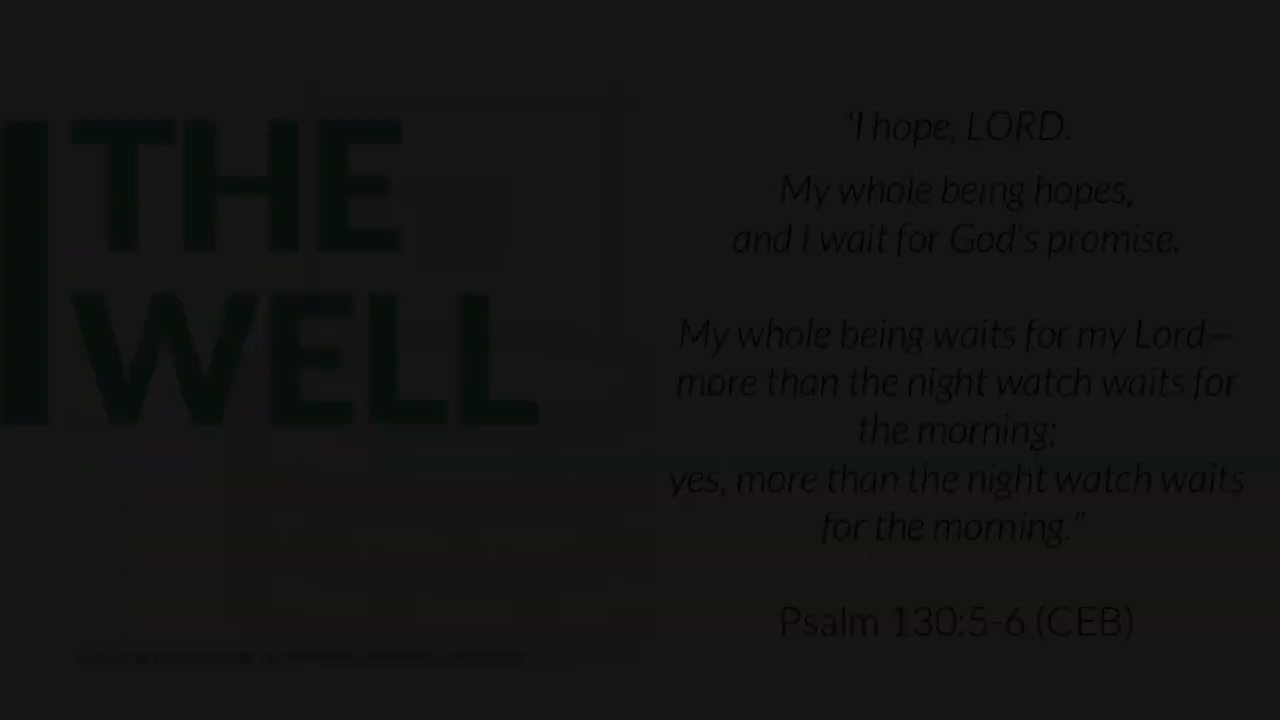 THE
WELL
"I hope, LORD.
My whole being hopes,
and I wait for God's promise.
My whole being waits for my Lord—
more than the night watch waits for
the morning;
yes, more than the night watch waits
for the morning."
Psalm 130:5-6 (CEB)